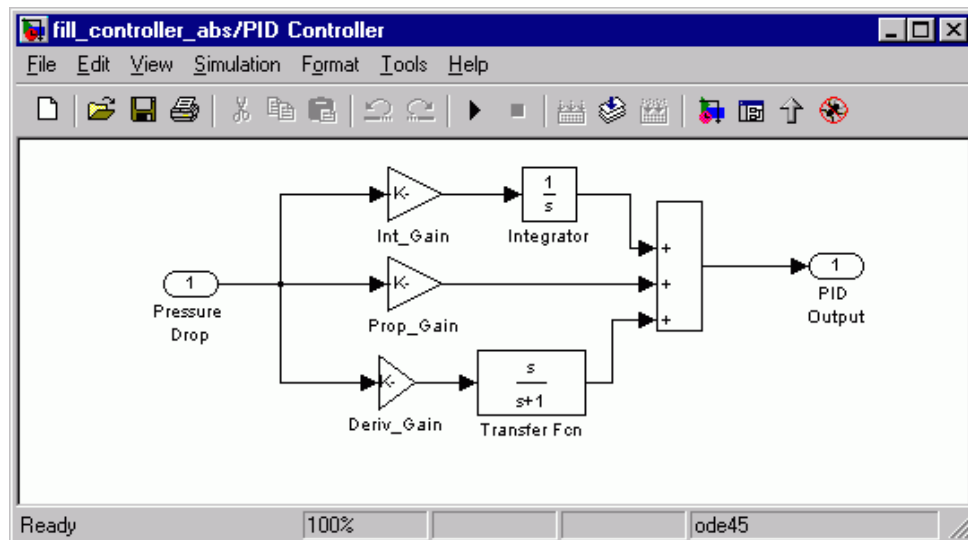 fill_controller_abs/PID Controller
File Edit View Simulation Format Tools Help
K-
1
s
Int_Gain
Integrator
+
1
K-
+
1
Pressure
Drop
Prop_Gain
PID
Output
+
K-
s
s+1
Deriv_Gain
Transfer Fcn
Ready 100% ode45